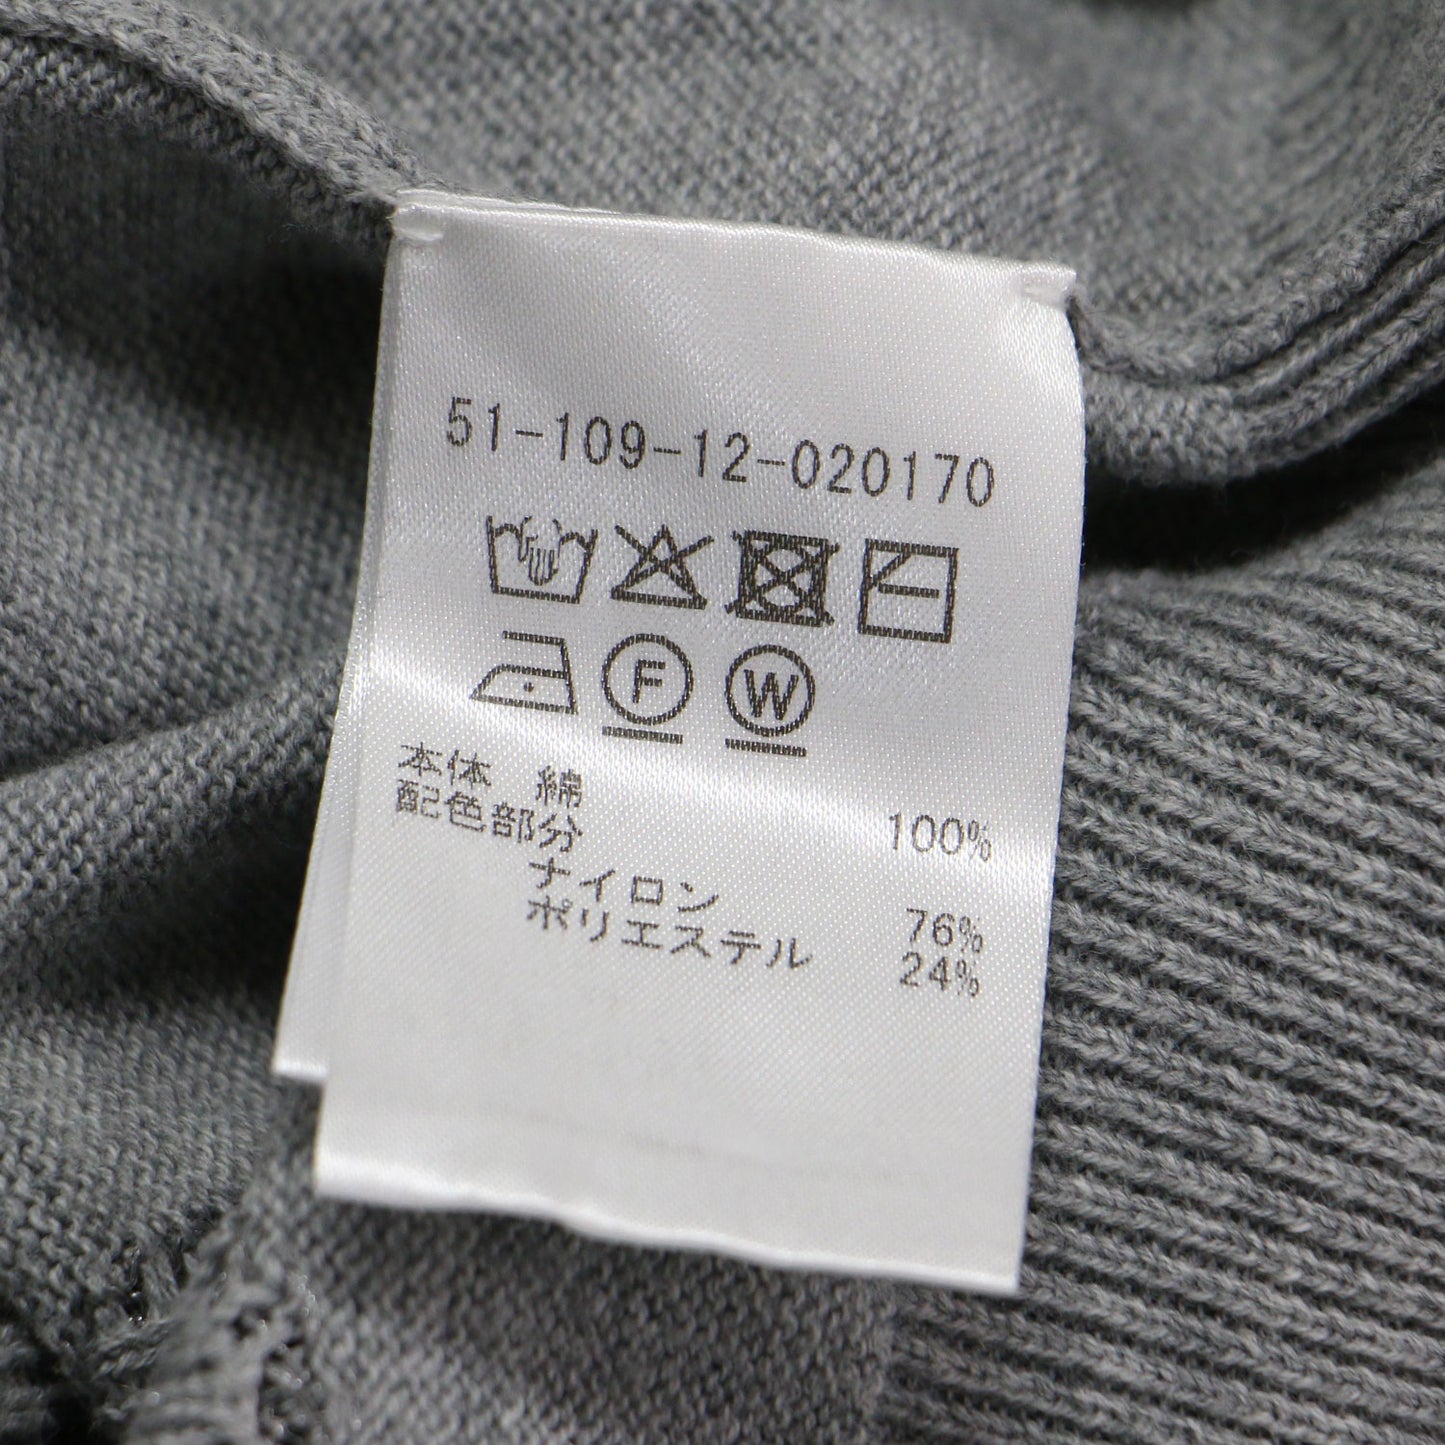 51-109-12-020170
F W
本体 綿 100%
配色部分
ナイロン 76%
ポリエステル 24%